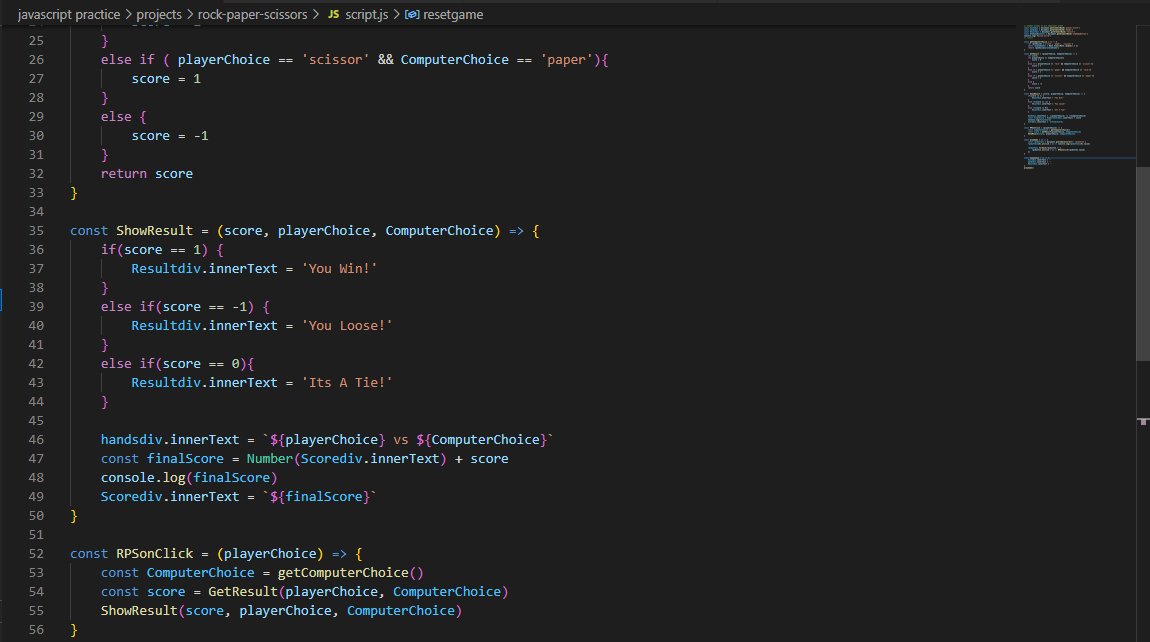 javascript practice > projects > rock-paper-scissors > JS script.js > resetgame
25 }
26 else if ( playerChoice == 'scissor' && ComputerChoice == 'paper'){
27 score = 1
28 }
29 else {
30 score = -1
31 }
32 return score
33 }
34
35 const ShowResult = (score, playerChoice, ComputerChoice) => {
36 if(score == 1) {
37 Resultdiv.innerText = 'You Win!'
38 }
39 else if(score == -1) {
40 Resultdiv.innerText = 'You Loose!'
41 }
42 else if(score == 0){
43 Resultdiv.innerText = 'Its A Tie!'
44 }
45
46 handsdiv.innerText = `${playerChoice} vs ${ComputerChoice}`
47 const finalScore = Number(Scorediv.innerText) + score
48 console.log(finalScore)
49 Scorediv.innerText = `${finalScore}`
50 }
51
52 const RPSonClick = (playerChoice) => {
53 const ComputerChoice = getComputerChoice()
54 const score = GetResult(playerChoice, ComputerChoice)
55 ShowResult(score, playerChoice, ComputerChoice)
56 }